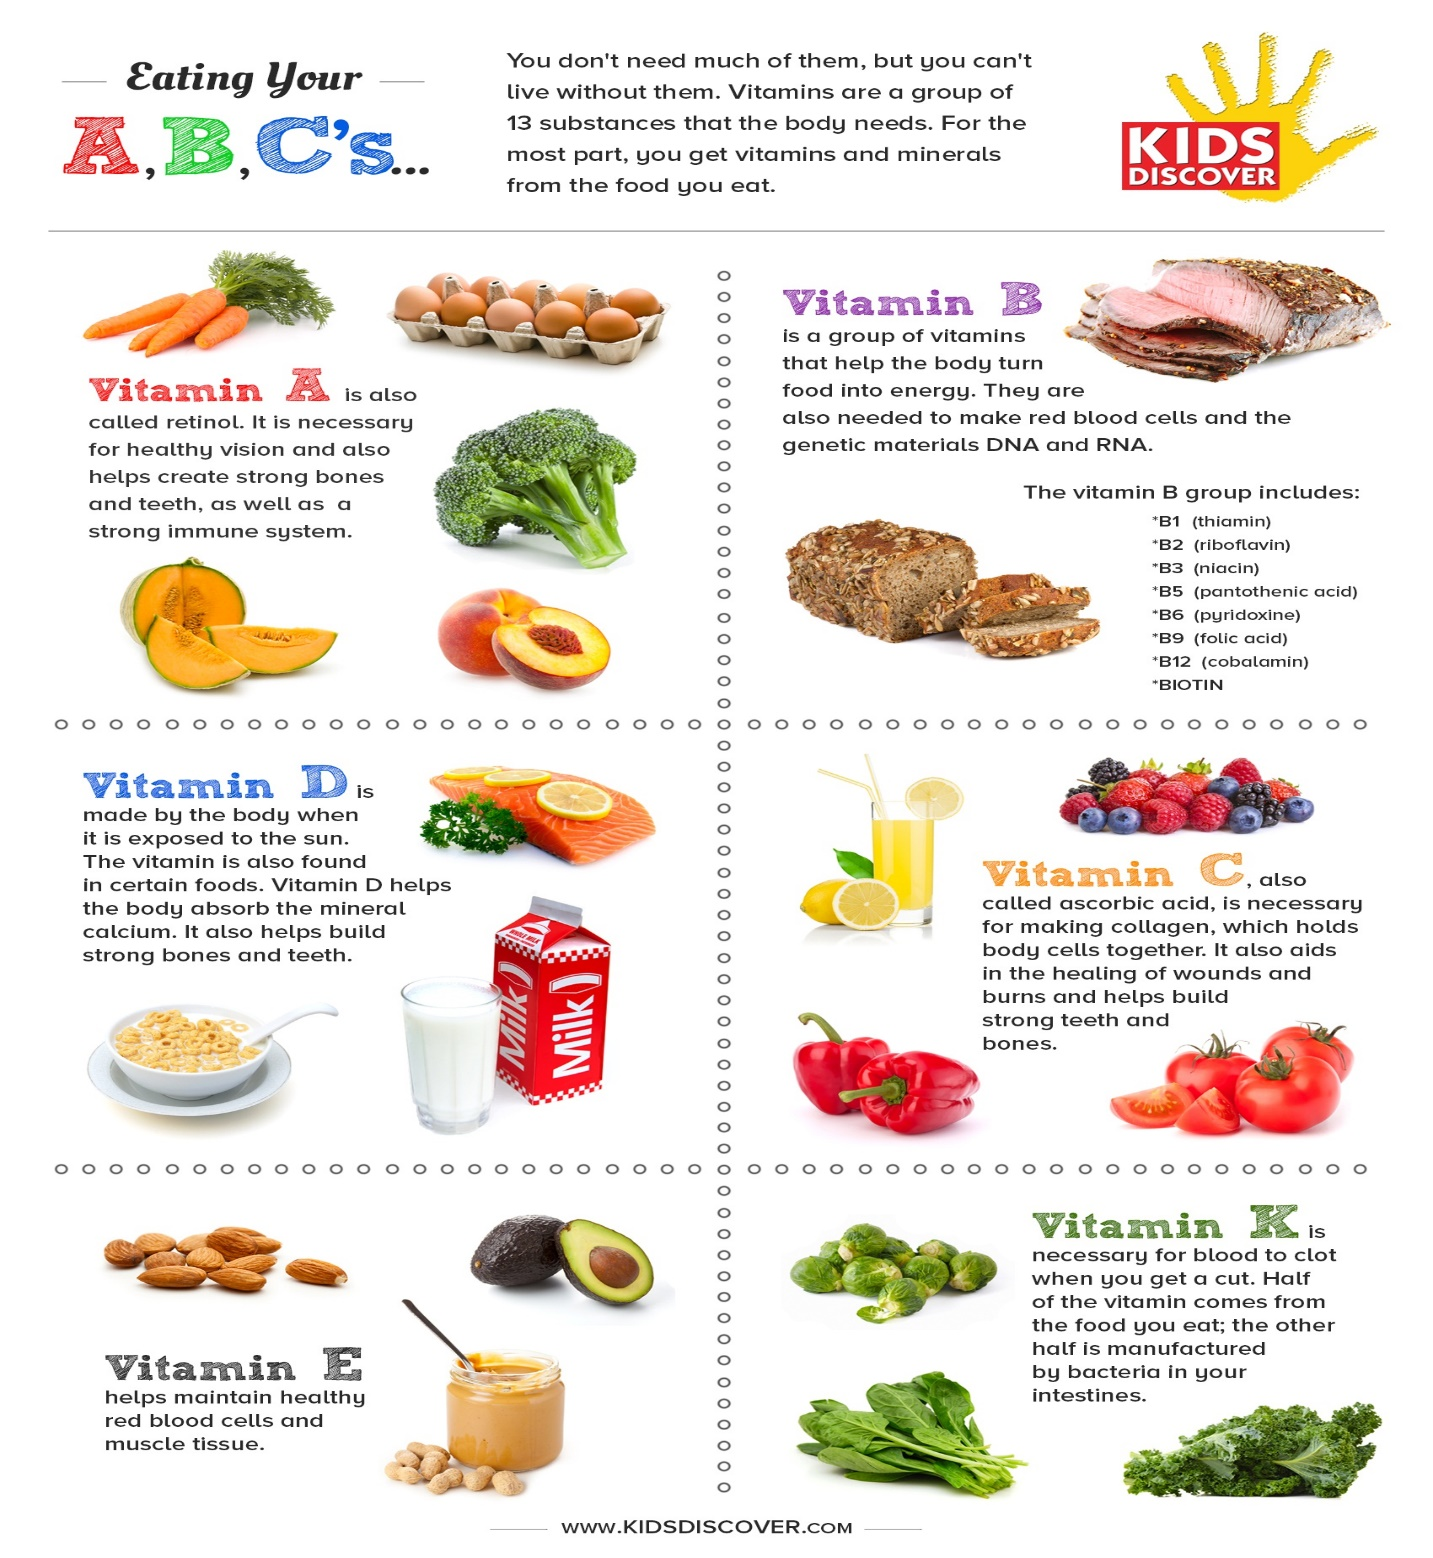 Eating Your
A, B, C's...
You don't need much of them, but you can't
live without them. Vitamins are a group of
13 substances that the body needs. For the
most part, you get vitamins and minerals
from the food you eat.
KIDS
DISCOVER
Vitamin A is also
called retinol. It is necessary
for healthy vision and also
helps create strong bones
and teeth, as well as a
strong immune system.
Vitamin B
is a group of vitamins
that help the body turn
food into energy. They are
also needed to make red blood cells and the
genetic materials DNA and RNA.
The vitamin B group includes:
*B1 (thiamin)
*B2 (riboflavin)
*B3 (niacin)
*B5 (pantothenic acid)
*B6 (pyridoxine)
*B9 (folic acid)
*B12 (cobalamin)
*BIOTIN
Vitamin D is
made by the body when
it is exposed to the sun.
The vitamin is also found
in certain foods. Vitamin D helps
the body absorb the mineral
calcium. It also helps build
strong bones and teeth.
WHOLE MILK
Milk
Milk
Vitamin C, also
called ascorbic acid, is necessary
for making collagen, which holds
body cells together. It also aids
in the healing of wounds and
burns and helps build
strong teeth and
bones.
Vitamin E
helps maintain healthy
red blood cells and
muscle tissue.
Vitamin K is
necessary for blood to clot
when you get a cut. Half
of the vitamin comes from
the food you eat; the other
half is manufactured
by bacteria in your
intestines.
WWW.KIDSDISCOVER.COM